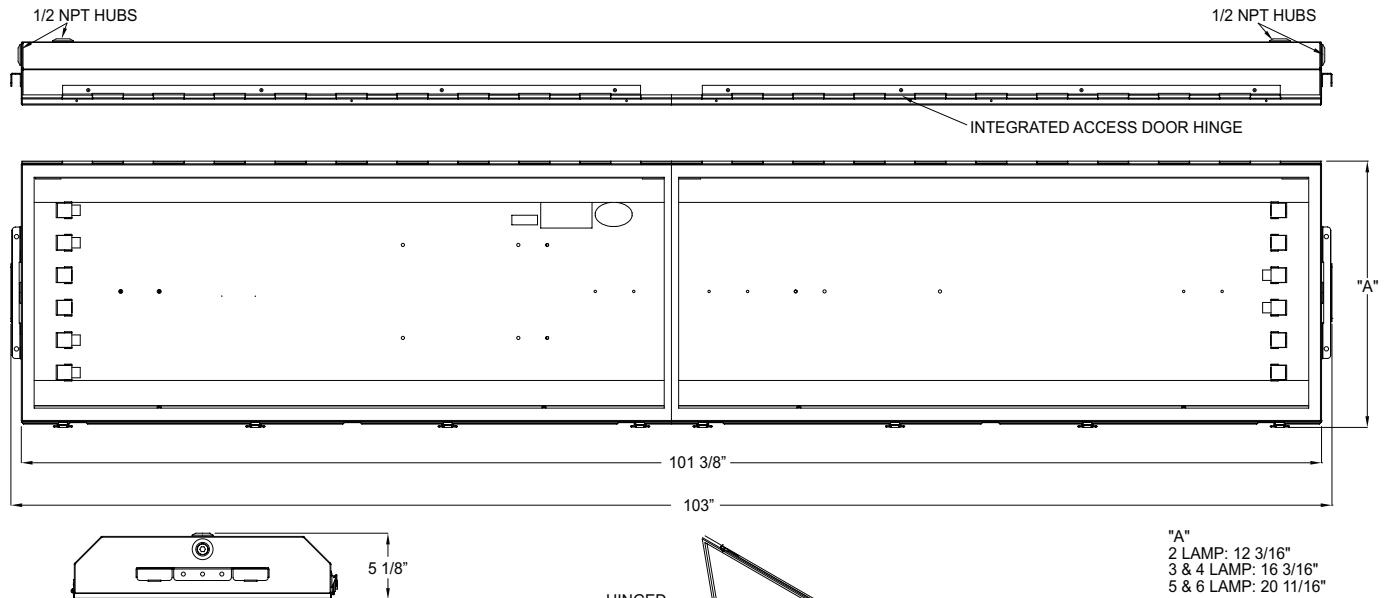 1/2 NPT HUBS
1/2 NPT HUBS
INTEGRATED ACCESS DOOR HINGE
"A"
101 3/8”
103”
5 1/8”
HINGED
"A"
2 LAMP: 12 3/16"
3 & 4 LAMP: 16 3/16"
5 & 6 LAMP: 20 11/16"